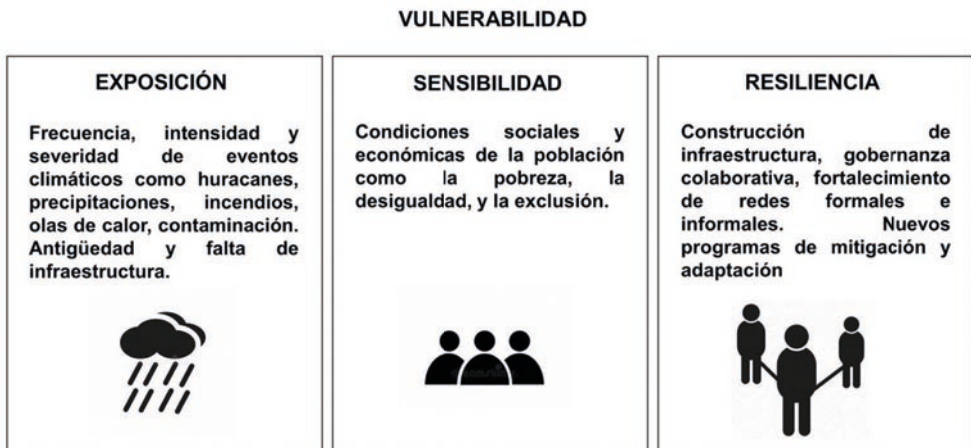 VULNERABILIDAD
EXPOSICIÓN
Frecuencia, intensidad y
severidad de eventos
climáticos como huracanes,
precipitaciones, incendios,
olas de calor, contaminación.
Antigüedad y falta de
infraestructura.
SENSIBILIDAD
Condiciones sociales y
económicas de la población
como la pobreza, la
desigualdad, y la exclusión.
RESILIENCIA
Construcción de
infraestructura, gobernanza
colaborativa, fortalecimiento
de redes formales e
informales. Nuevos
programas de mitigación y
adaptación